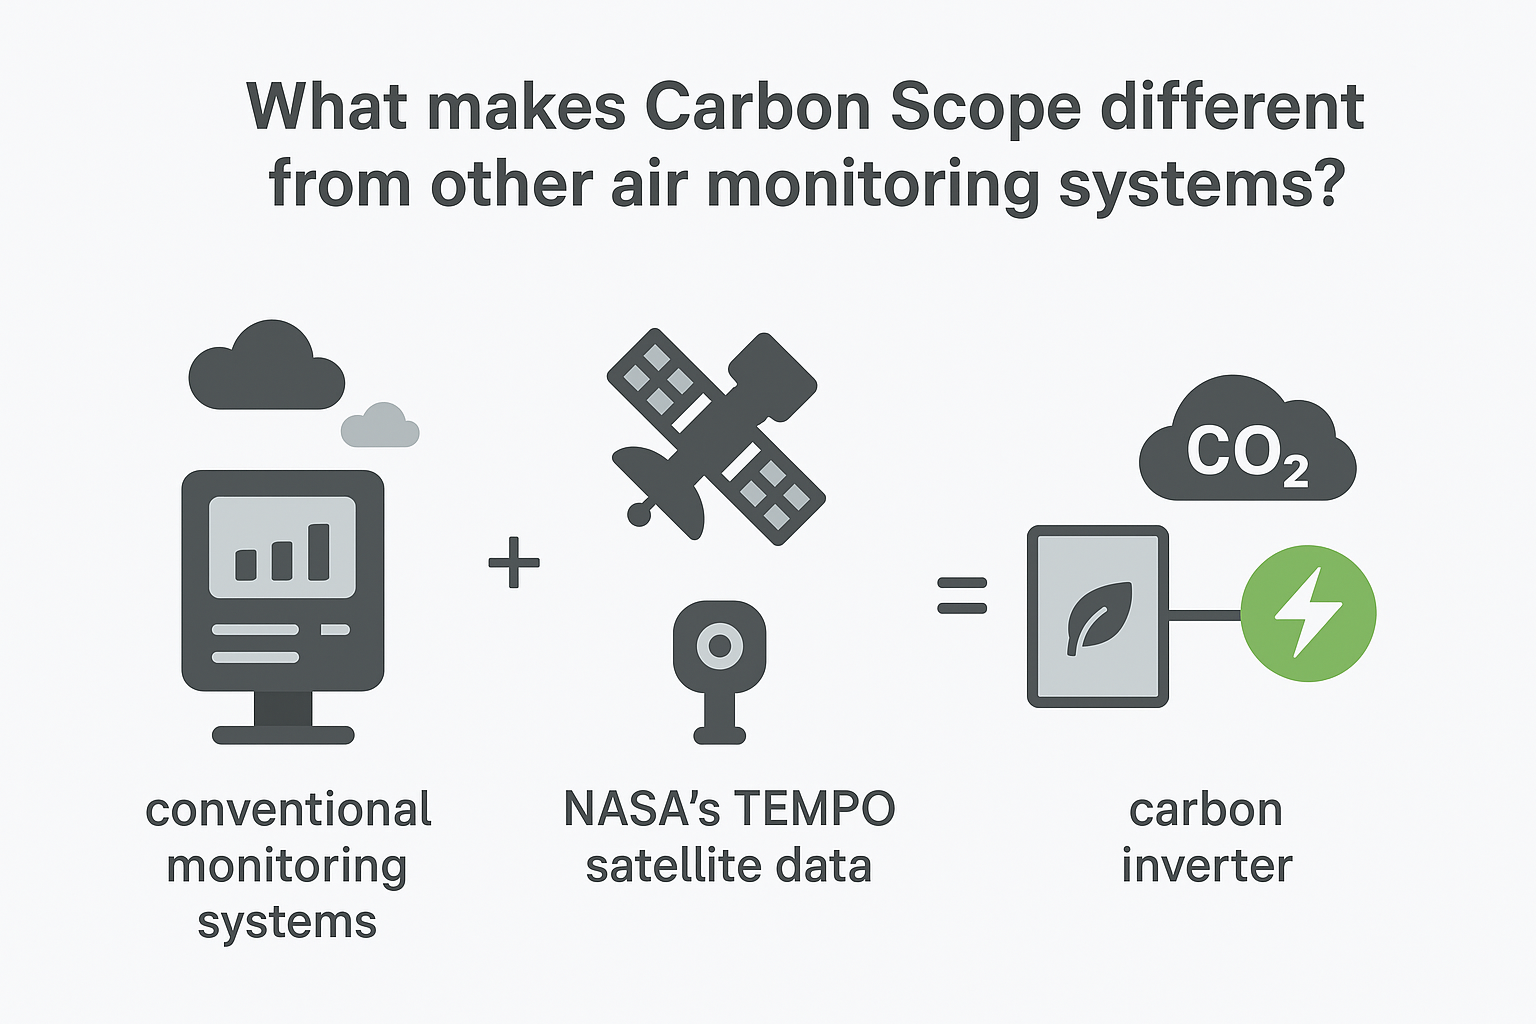 What makes Carbon Scope different
from other air monitoring systems?
+
=
CO₂
conventional
monitoring
systems
NASA’s TEMPO
satellite data
carbon
inverter